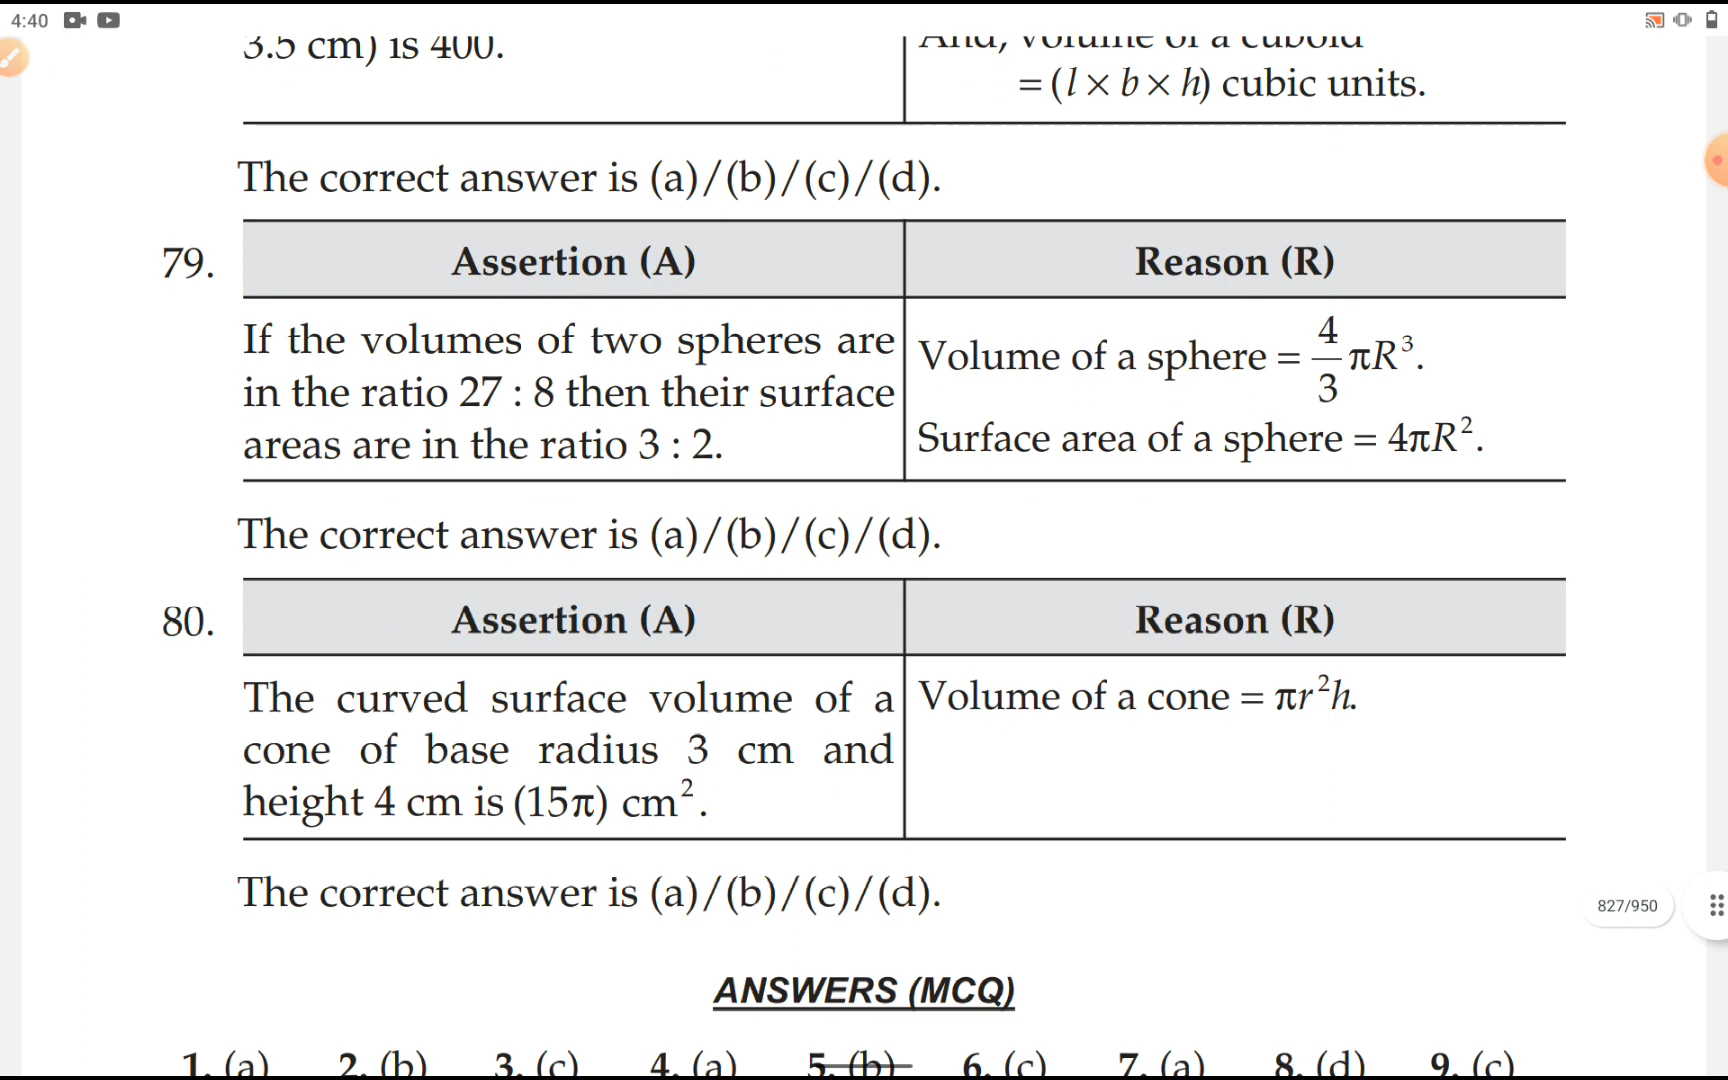 4:40
3.5 cm) is 400.
And, volume of a cuboid
= (l × b × h) cubic units.
The correct answer is (a)/(b)/(c)/(d).
79.
Assertion (A)
Reason (R)
If the volumes of two spheres are
in the ratio 27 : 8 then their surface
areas are in the ratio 3 : 2.
Volume of a sphere = 4/3 πR³.
Surface area of a sphere = 4πR².
The correct answer is (a)/(b)/(c)/(d).
80.
Assertion (A)
Reason (R)
The curved surface volume of a
cone of base radius 3 cm and
height 4 cm is (15π) cm².
Volume of a cone = πr²h.
The correct answer is (a)/(b)/(c)/(d).
827/950
ANSWERS (MCQ)
1. (a) 2. (b) 3. (c) 4. (a) 5. (b) 6. (c) 7. (a) 8. (d) 9. (c)